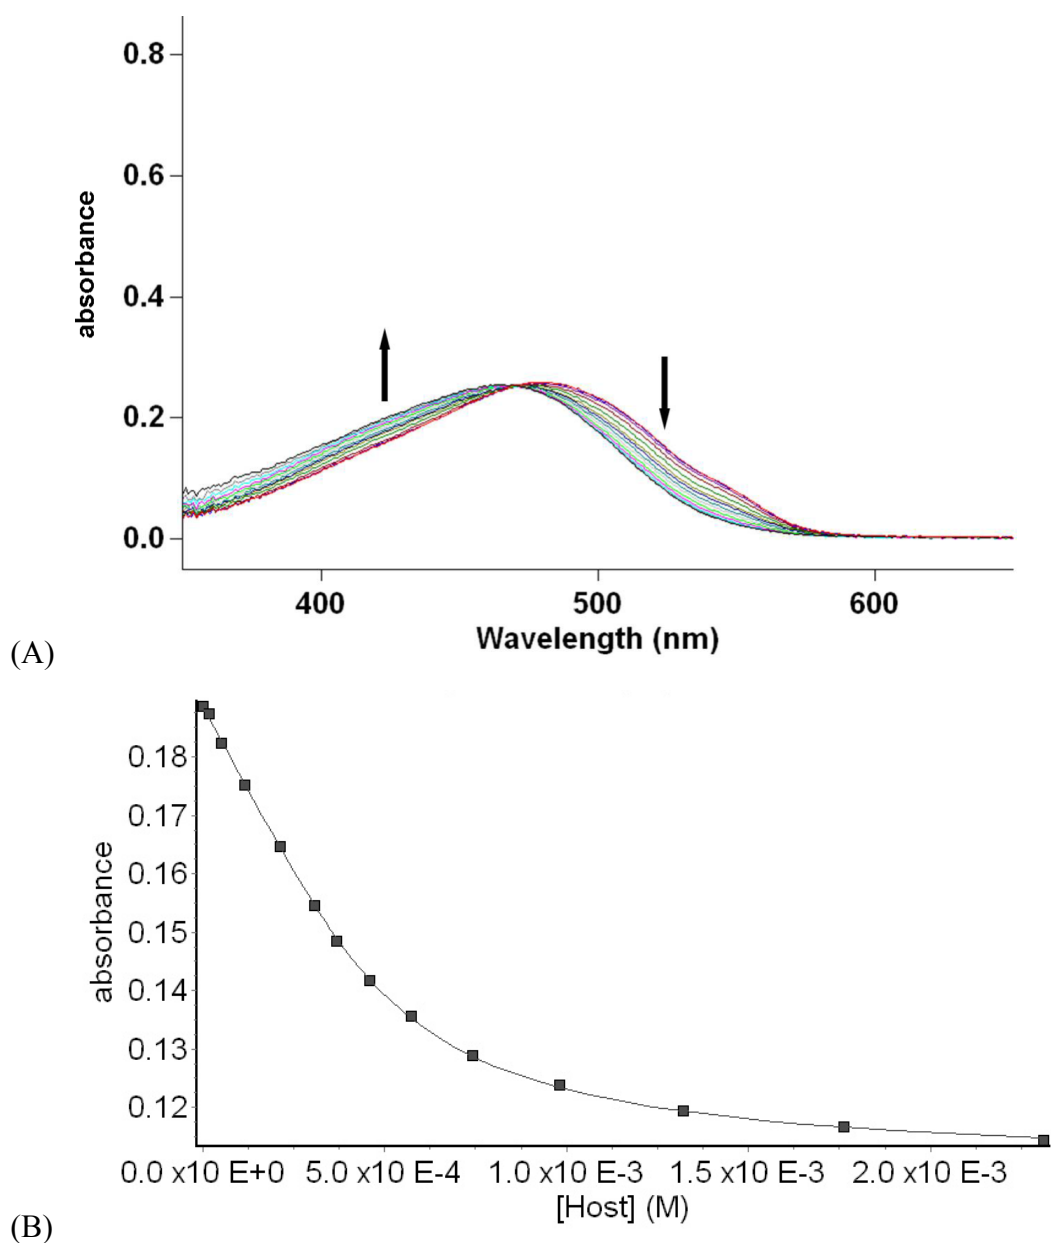 0.8
0.6
0.4
0.2
0.0
absorbance
400 500 600
Wavelength (nm)
(A)
0.18
0.17
0.16
0.15
0.14
0.13
0.12
absorbance
0.0 x10 E+0 5.0 x10 E-4 1.0 x10 E-3 1.5 x10 E-3 2.0 x10 E-3
[Host] (M)
(B)